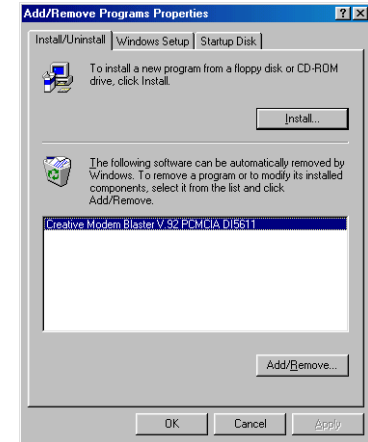 Add/Remove Programs Properties
Install/Uninstall Windows Setup Startup Disk
To install a new program from a floppy disk or CD-ROM
drive, click Install.
Install...
The following software can be automatically removed by
Windows. To remove a program or to modify its installed
components, select it from the list and click
Add/Remove.
Creative Modem Blaster V.92 PCMCIA DI5611
Add/Remove...
OK Cancel Apply